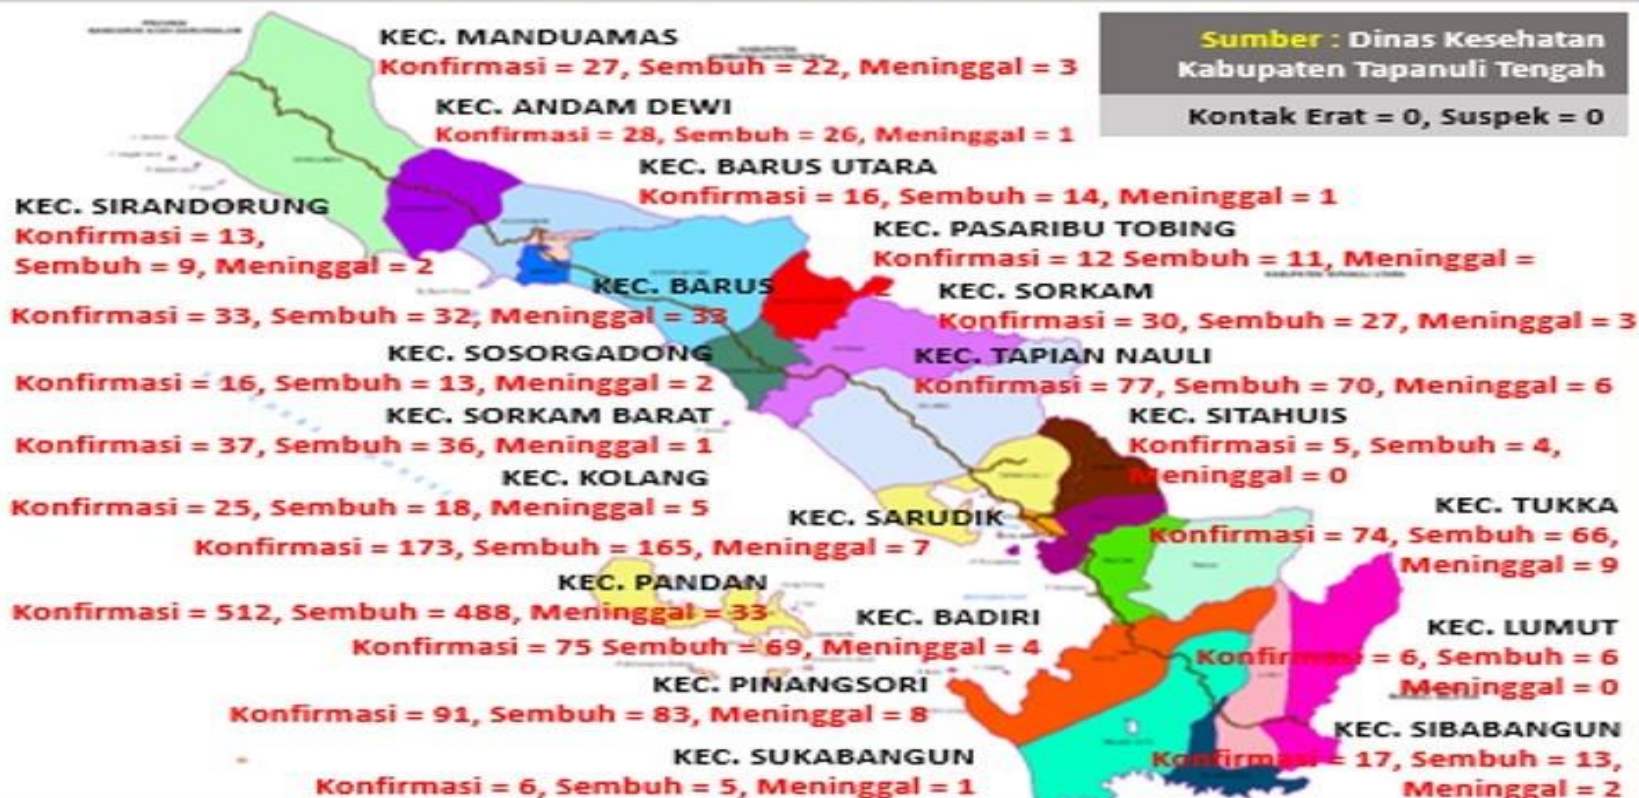 KEC. MANDUAMAS
Konfirmasi = 27, Sembuh = 22, Meninggal = 3
Sumber : Dinas Kesehatan
Kabupaten Tapanuli Tengah
Kontak Erat = 0, Suspek = 0
KEC. ANDAM DEWI
Konfirmasi = 28, Sembuh = 26, Meninggal = 1
KEC. BARUS UTARA
Konfirmasi = 16, Sembuh = 14, Meninggal = 1
KEC. SIRANDORUNG
Konfirmasi = 13,
Sembuh = 9, Meninggal = 2
KEC. PASARIBU TOBING
Konfirmasi = 12 Sembuh = 11, Meninggal =
KEC. BARUS
Konfirmasi = 33, Sembuh = 32, Meninggal = 33
KEC. SORKAM
Konfirmasi = 30, Sembuh = 27, Meninggal = 3
KEC. SOSORGADONG
Konfirmasi = 16, Sembuh = 13, Meninggal = 2
KEC. TAPIAN NAULI
Konfirmasi = 77, Sembuh = 70, Meninggal = 6
KEC. SORKAM BARAT
Konfirmasi = 37, Sembuh = 36, Meninggal = 1
KEC. SITAHUIS
Konfirmasi = 5, Sembuh = 4,
Meninggal = 0
KEC. KOLANG
Konfirmasi = 25, Sembuh = 18, Meninggal = 5
KEC. SARUDIK
Konfirmasi = 173, Sembuh = 165, Meninggal = 7
KEC. TUKKA
Konfirmasi = 74, Sembuh = 66,
Meninggal = 9
KEC. PANDAN
Konfirmasi = 512, Sembuh = 488, Meninggal = 33
KEC. BADIRI
Konfirmasi = 75 Sembuh = 69, Meninggal = 4
KEC. LUMUT
Konfirmasi = 6, Sembuh = 6
Meninggal = 0
KEC. PINANGSORI
Konfirmasi = 91, Sembuh = 83, Meninggal = 8
KEC. SIBABANGUN
Konfirmasi = 17, Sembuh = 13,
Meninggal = 2
KEC. SUKABANGUN
Konfirmasi = 6, Sembuh = 5, Meninggal = 1